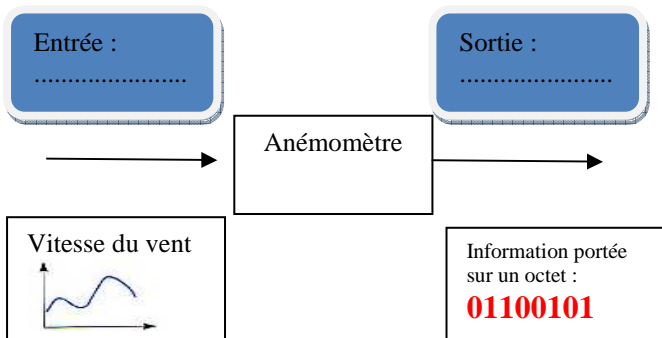 Entrée :
.......................
Sortie :
.......................
Anémomètre
Vitesse du vent
Information portée
sur un octet :
01100101